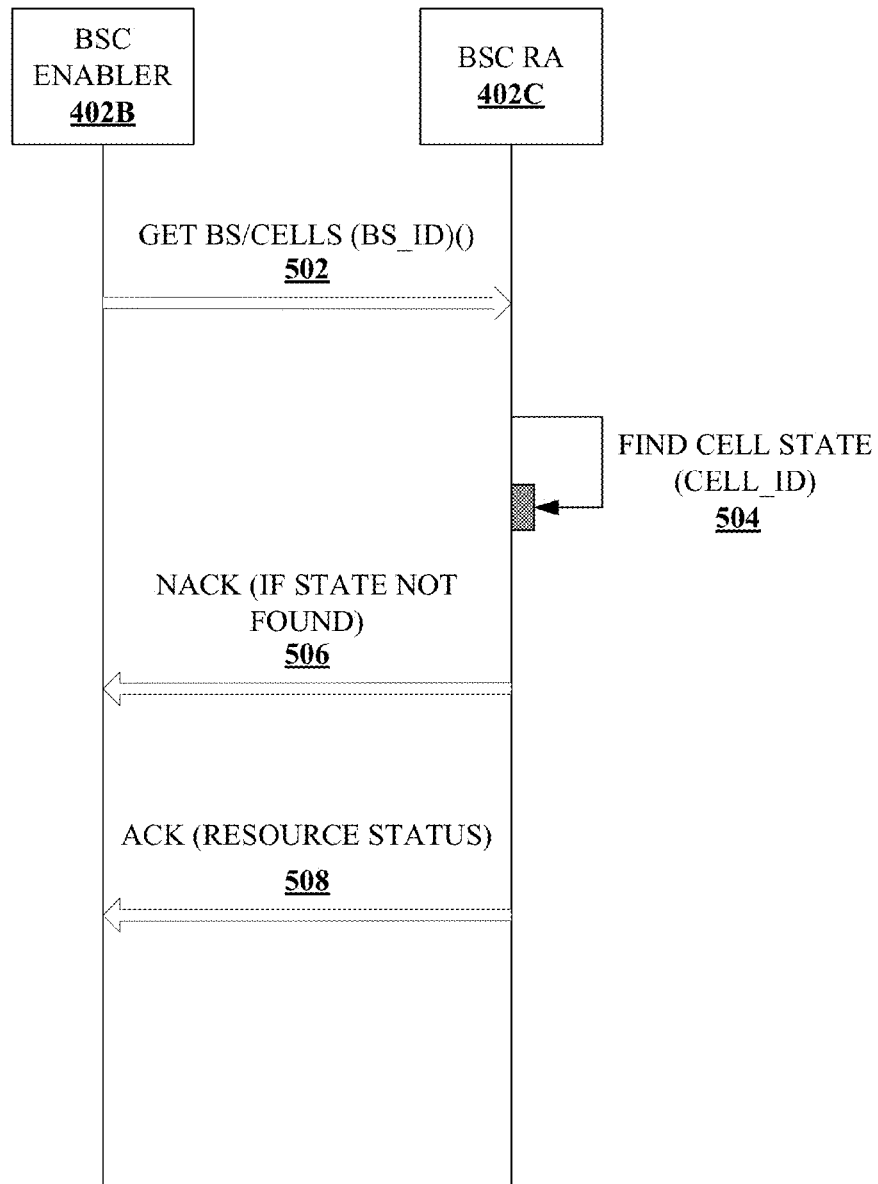 BSC
ENABLER
402B
BSC RA
402C
GET BS/CELLS (BS_ID)()
502
FIND CELL STATE
(CELL_ID)
504
NACK (IF STATE NOT
FOUND)
506
ACK (RESOURCE STATUS)
508